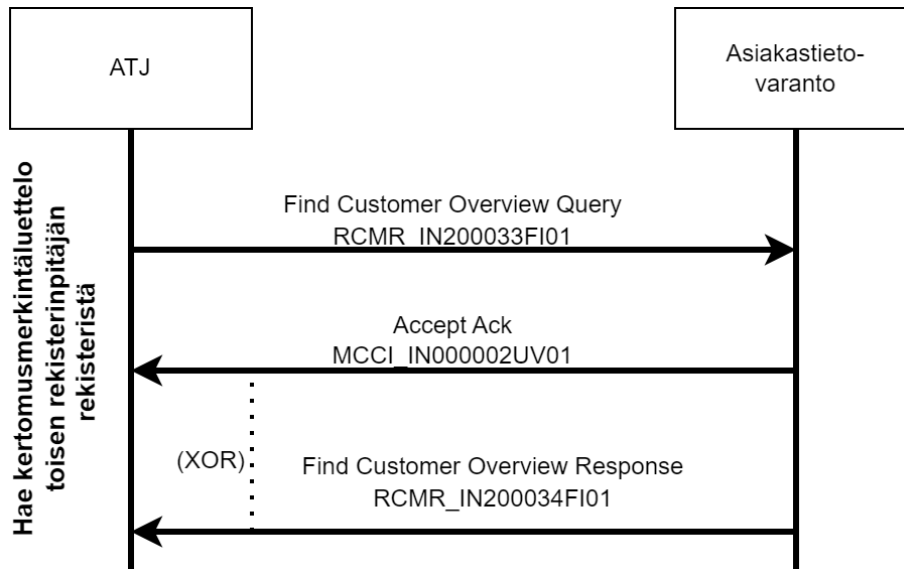 ATJ
Asiakastieto-
varanto
Hae kertomusmerkintäluettelo
toisen rekisterinpitäjän
rekisteristä
Find Customer Overview Query
RCMR_IN200033FI01
Accept Ack
MCCI_IN000002UV01
(XOR)
Find Customer Overview Response
RCMR_IN200034FI01